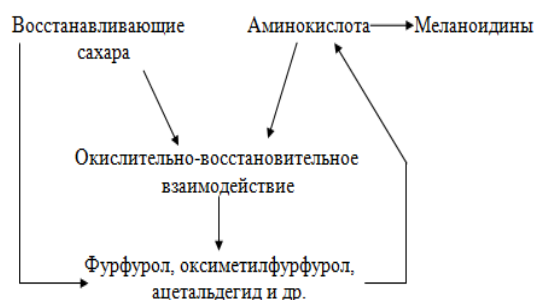 Восстанавливающие
сахара
Аминокислота
Меланоидины
Окислительно-восстановительное
взаимодействие
Фурфурол, оксиметилфурфурол,
ацетальдегид и др.